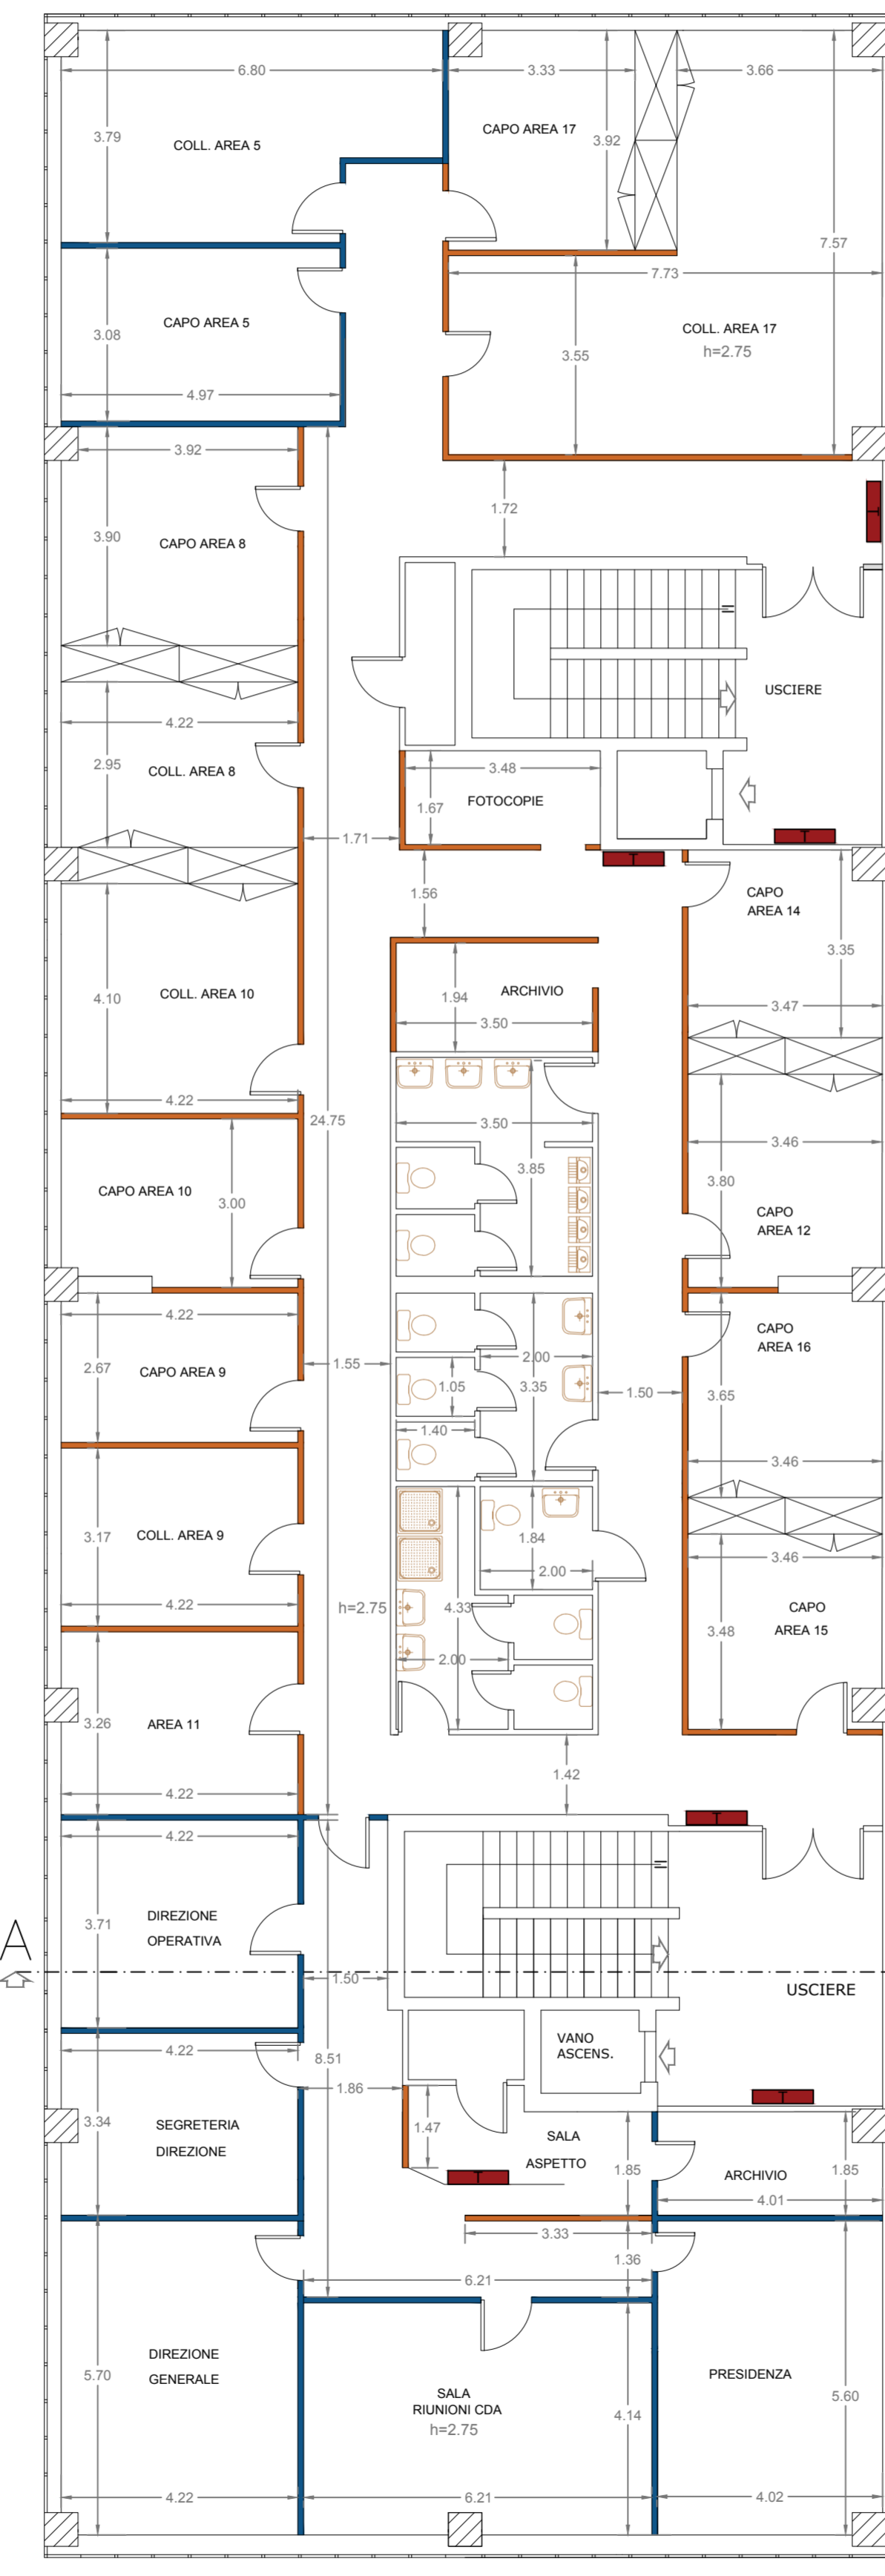 6.80
3.33
3.66
3.79
COLL. AREA 5
CAPO AREA 17
3.92
7.57
7.73
CAPO AREA 5
3.08
COLL. AREA 17
h=2.75
3.55
4.97
3.92
1.72
3.90
CAPO AREA 8
USCIERE
4.22
2.95
COLL. AREA 8
3.48
FOTOCOPIE
1.67
1.71
1.56
CAPO
AREA 14
3.35
4.10
COLL. AREA 10
1.94
ARCHIVIO
3.50
3.47
4.22
24.75
3.50
3.46
3.85
3.80
CAPO AREA 10
3.00
CAPO
AREA 12
4.22
CAPO
AREA 16
2.67
CAPO AREA 9
1.55
2.00
1.05
3.35
1.50
3.65
1.40
3.46
3.17
COLL. AREA 9
1.84
3.46
2.00
4.22
h=2.75
4.33
CAPO
AREA 15
3.48
2.00
3.26
AREA 11
1.42
4.22
4.22
3.71
DIREZIONE
OPERATIVA
A
1.50
USCIERE
4.22
8.51
VANO
ASCENS.
1.86
3.34
SEGRETERIA
DIREZIONE
1.47
SALA
ASPETTO
1.85
ARCHIVIO
1.85
4.01
3.33
1.36
6.21
DIREZIONE
GENERALE
5.70
PRESIDENZA
5.60
SALA
RIUNIONI CDA
h=2.75
4.14
4.22
6.21
4.02